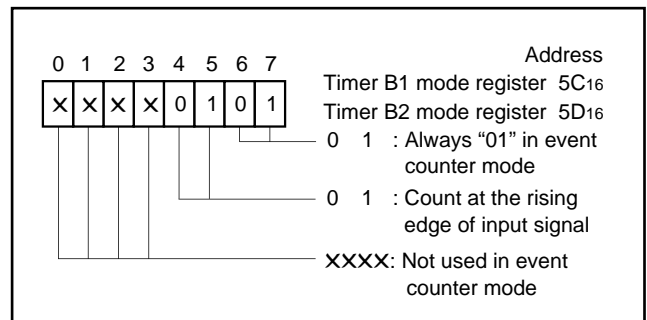 Address
0 1 2 3 4 5 6 7
Timer B1 mode register 5C16
× × × × 0 1 0 1
Timer B2 mode register 5D16
0 1 : Always “01” in event
counter mode
0 1 : Count at the rising
edge of input signal
××××: Not used in event
counter mode